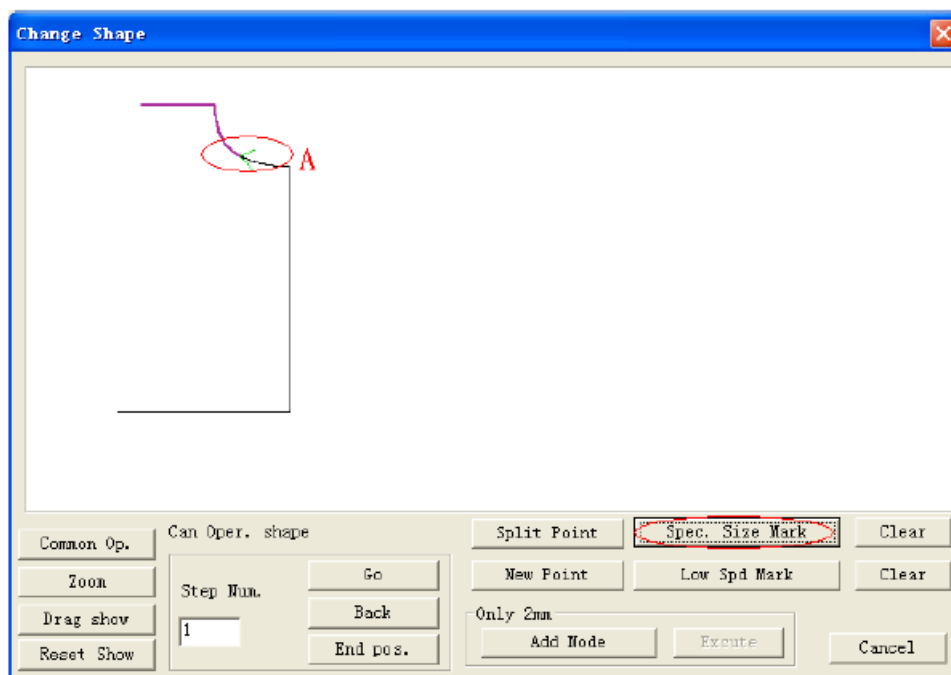 Change Shape
A
Common Op.
Zoom
Drag show
Reset Show
Can Oper. shape
Step Num.
1
Go
Back
End pos.
Split Point
Spec. Size Mark
Clear
New Point
Low Spd Mark
Clear
Only 2mm
Add Node
Excute
Cancel